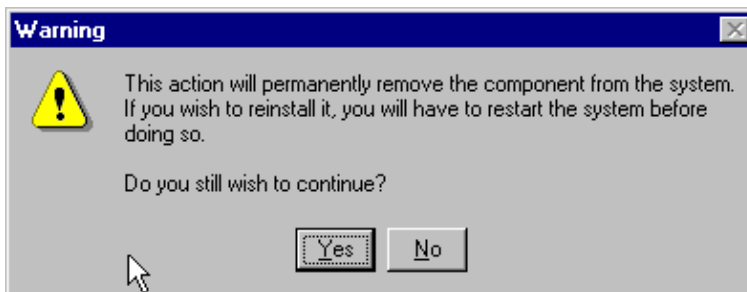 Warning
This action will permanently remove the component from the system.
If you wish to reinstall it, you will have to restart the system before
doing so.
Do you still wish to continue?
Yes No